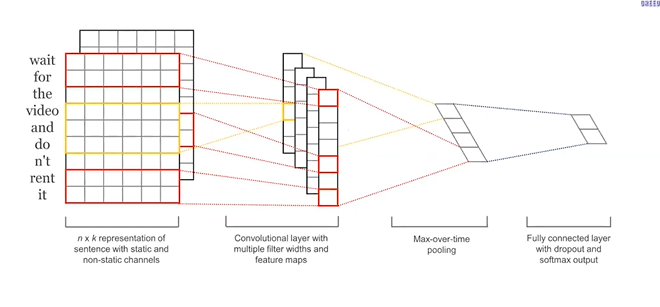 wait
for
the
video
and
do
n't
rent
it
n x k representation of
sentence with static and
non-static channels
Convolutional layer with
multiple filter widths and
feature maps
Max-over-time
pooling
Fully connected layer
with dropout and
softmax output